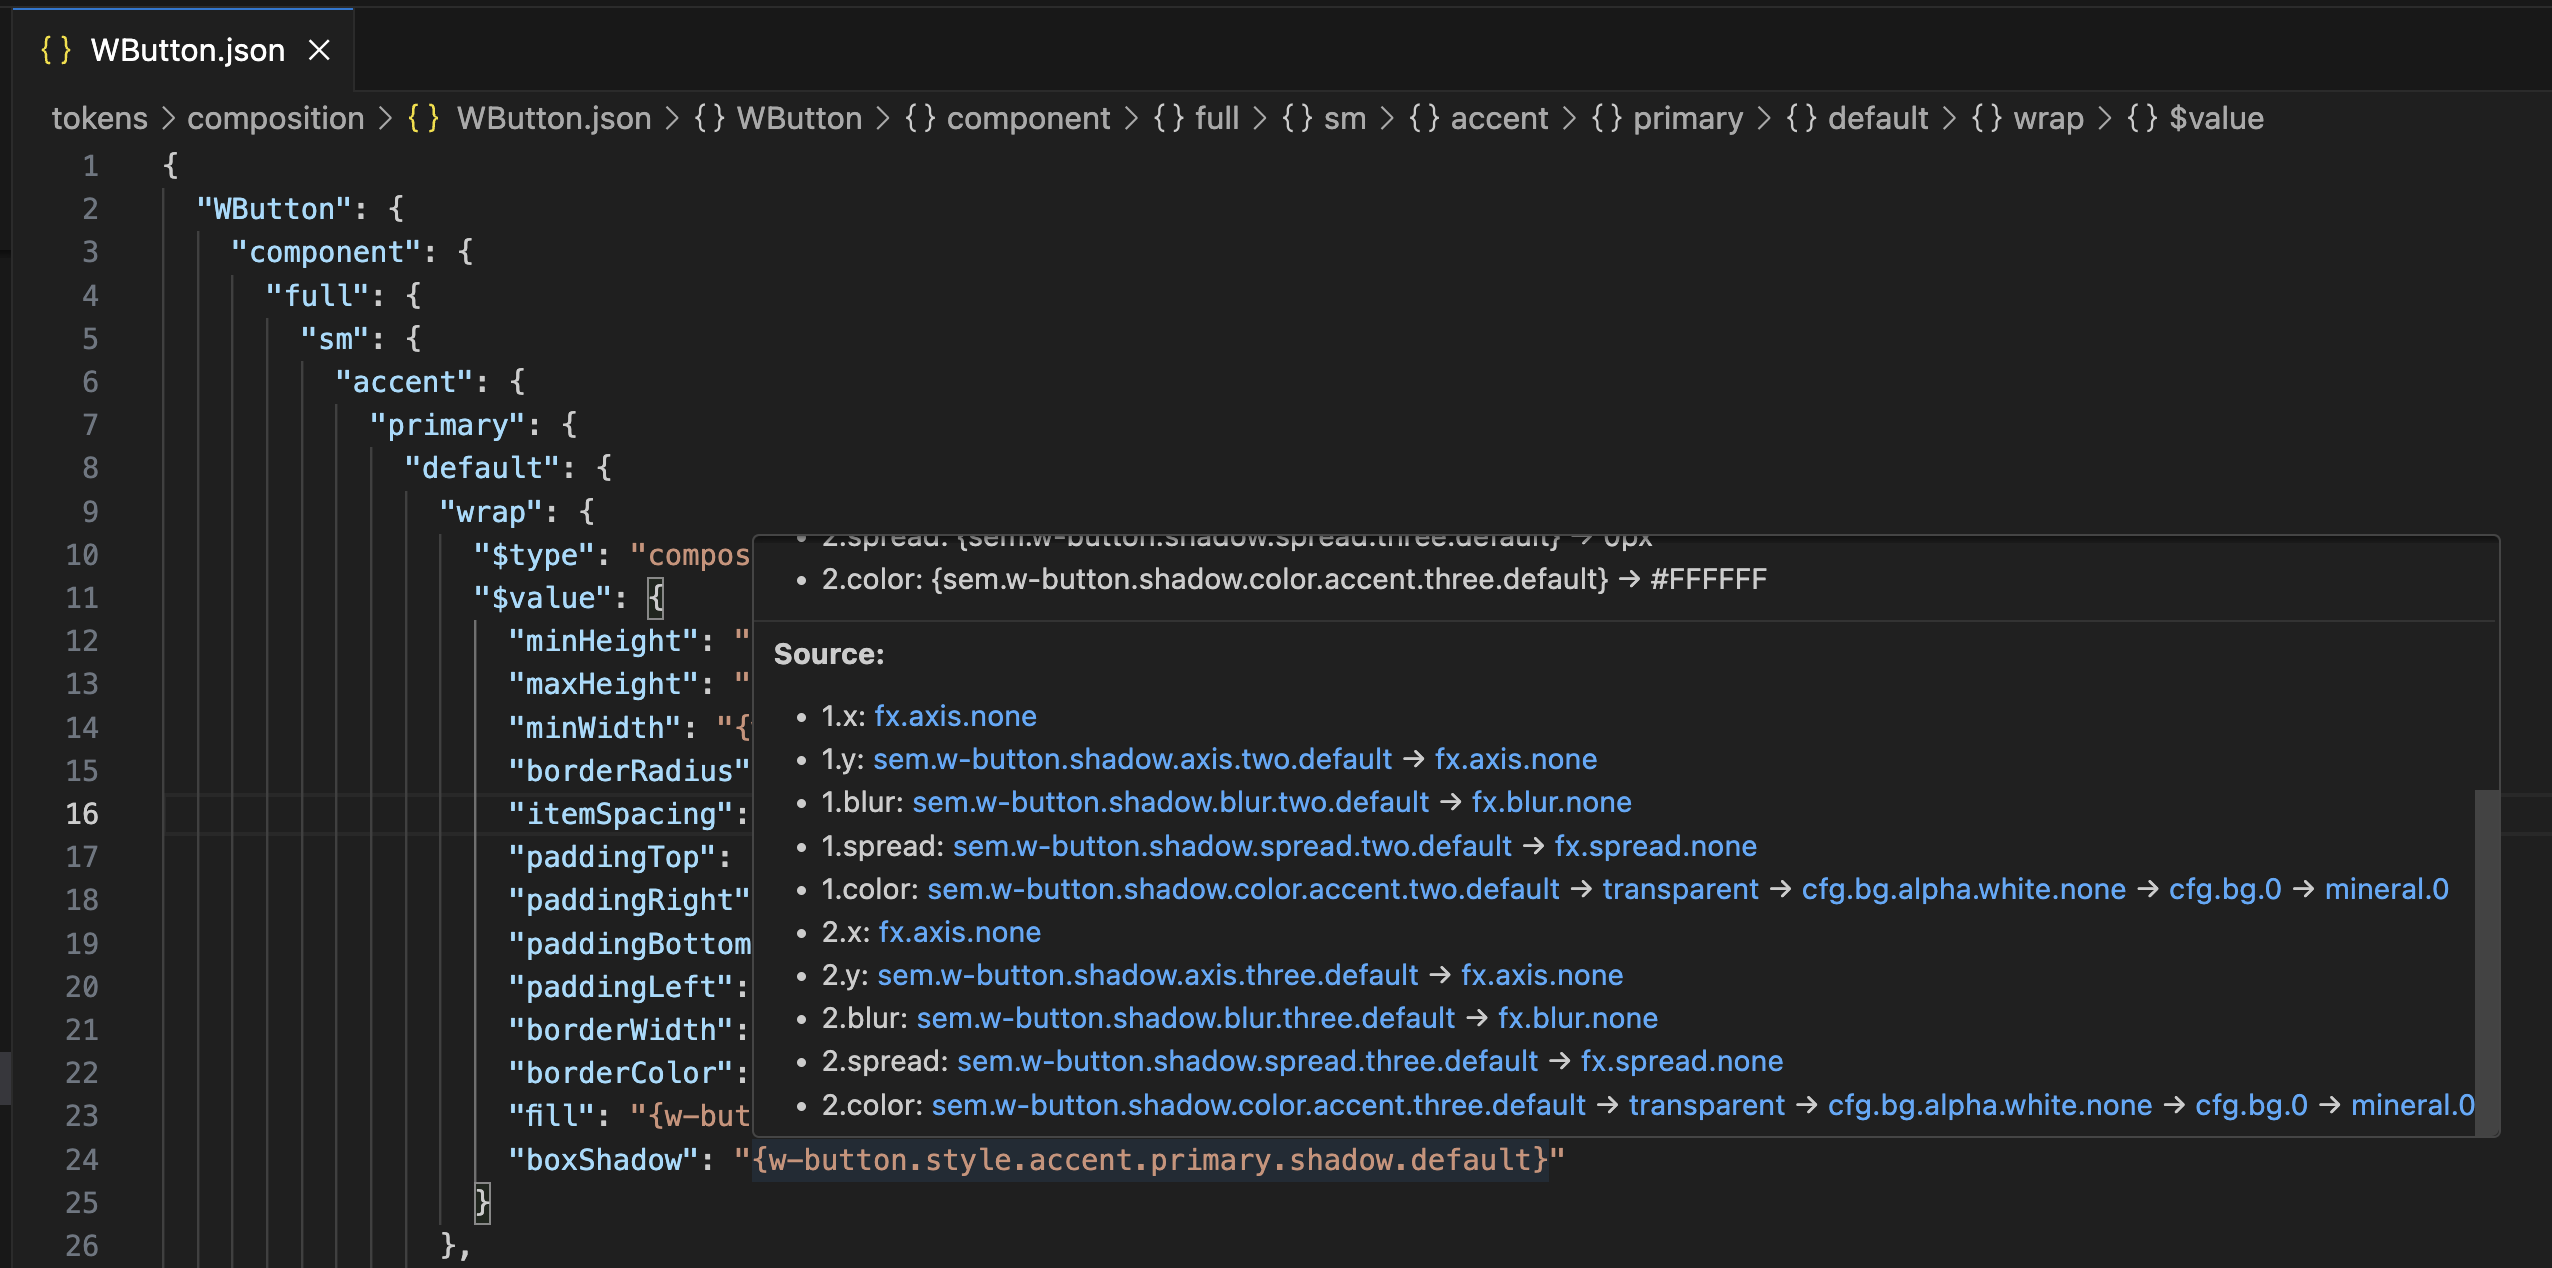 {} WButton.json ×
tokens > composition > {} WButton.json > {} WButton > {} component > {} full > {} sm > {} accent > {} primary > {} default > {} wrap > {} $value
1 {
2 "WButton": {
3 "component": {
4 "full": {
5 "sm": {
6 "accent": {
7 "primary": {
8 "default": {
9 "wrap": {
10 "$type": "compos
11 "$value": {
12 "minHeight": "
13 "maxHeight": "
14 "minWidth": "{
15 "borderRadius"
16 "itemSpacing":
17 "paddingTop":
18 "paddingRight"
19 "paddingBottom
20 "paddingLeft":
21 "borderWidth":
22 "borderColor":
23 "fill": "{w-but
24 "boxShadow": "{w-button.style.accent.primary.shadow.default}"
25 }
26 },
• 2.spread: {sem.w-button.shadow.spread.three.default} → 0px
• 2.color: {sem.w-button.shadow.color.accent.three.default} → #FFFFFF
Source:
• 1.x: fx.axis.none
• 1.y: sem.w-button.shadow.axis.two.default → fx.axis.none
• 1.blur: sem.w-button.shadow.blur.two.default → fx.blur.none
• 1.spread: sem.w-button.shadow.spread.two.default → fx.spread.none
• 1.color: sem.w-button.shadow.color.accent.two.default → transparent → cfg.bg.alpha.white.none → cfg.bg.0 → mineral.0
• 2.x: fx.axis.none
• 2.y: sem.w-button.shadow.axis.three.default → fx.axis.none
• 2.blur: sem.w-button.shadow.blur.three.default → fx.blur.none
• 2.spread: sem.w-button.shadow.spread.three.default → fx.spread.none
• 2.color: sem.w-button.shadow.color.accent.three.default → transparent → cfg.bg.alpha.white.none → cfg.bg.0 → mineral.0